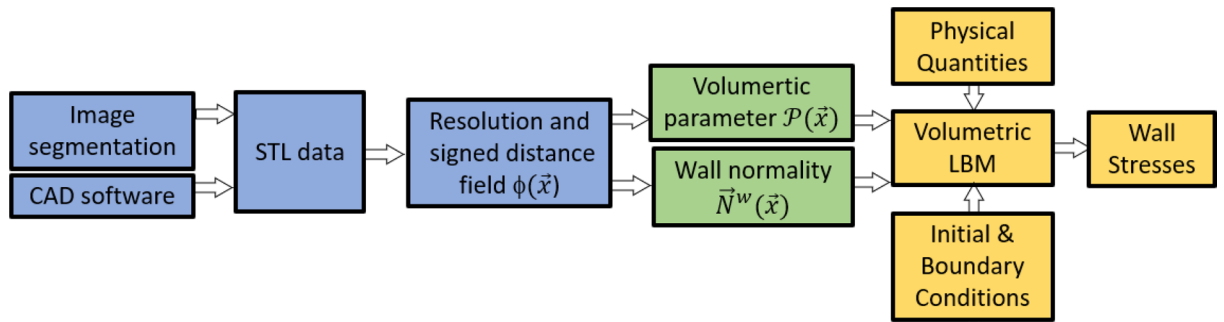 Image
segmentation
CAD software
STL data
Resolution and
signed distance
field ϕ(x⃗)
Volumertic
parameter 𝒫(x⃗)
Wall normality
N⃗ʷ(x⃗)
Physical
Quantities
Volumetric
LBM
Initial &
Boundary
Conditions
Wall
Stresses